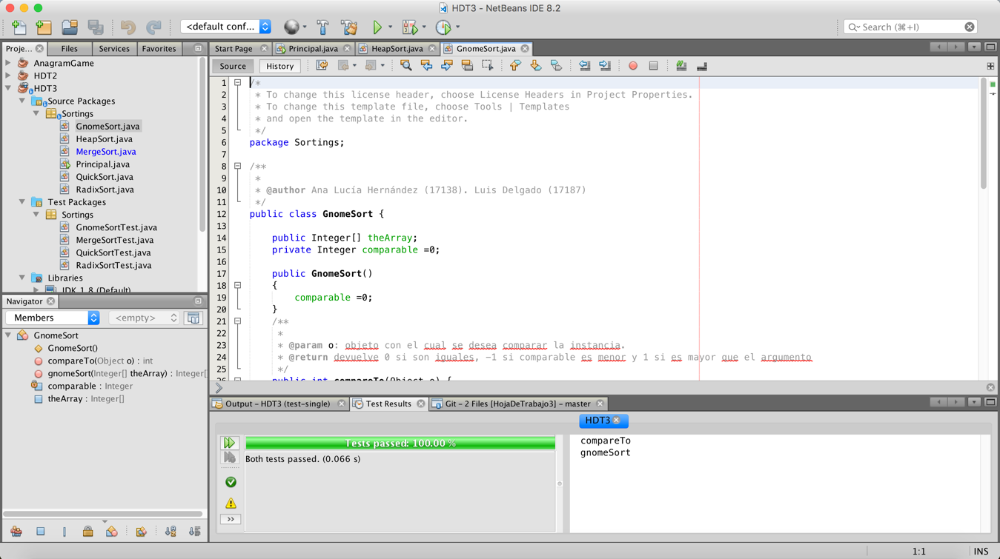 HDT3 - NetBeans IDE 8.2
<default conf...
Search (⌘+I)
Proje...
Files
Services
Favorites
AnagramGame
HDT2
HDT3
Source Packages
Sortings
GnomeSort.java
HeapSort.java
MergeSort.java
Principal.java
QuickSort.java
RadixSort.java
Test Packages
Sortings
GnomeSortTest.java
MergeSortTest.java
QuickSortTest.java
RadixSortTest.java
Libraries
JDK 1.8 (Default)
Navigator
Members
<empty>
GnomeSort
GnomeSort()
compareTo(Object o) : int
gnomeSort(Integer[] theArray) : Integer[
comparable : Integer
theArray : Integer[]
Start Page
Principal.java
HeapSort.java
GnomeSort.java
Source
History
1 /*
2 * To change this license header, choose License Headers in Project Properties.
3 * To change this template file, choose Tools | Templates
4 * and open the template in the editor.
5 */
6 package Sortings;
7
8 /**
9 *
10 * @author Ana Lucía Hernández (17138). Luis Delgado (17187)
11 */
12 public class GnomeSort {
13
14 public Integer[] theArray;
15 private Integer comparable =0;
16
17 public GnomeSort()
18 {
19 comparable =0;
20 }
21 /**
22 *
23 * @param o: objeto con el cual se desea comparar la instancia.
24 * @return devuelve 0 si son iguales, -1 si comparable es menor y 1 si es mayor que el argumento
25 */
26 public int compareTo(Object o) {
Output - HDT3 (test-single)
Test Results
Git - 2 Files [HojaDeTrabajo3] - master
HDT3
Tests passed: 100.00 %
Both tests passed. (0.066 s)
compareTo
gnomeSort
1:1
INS